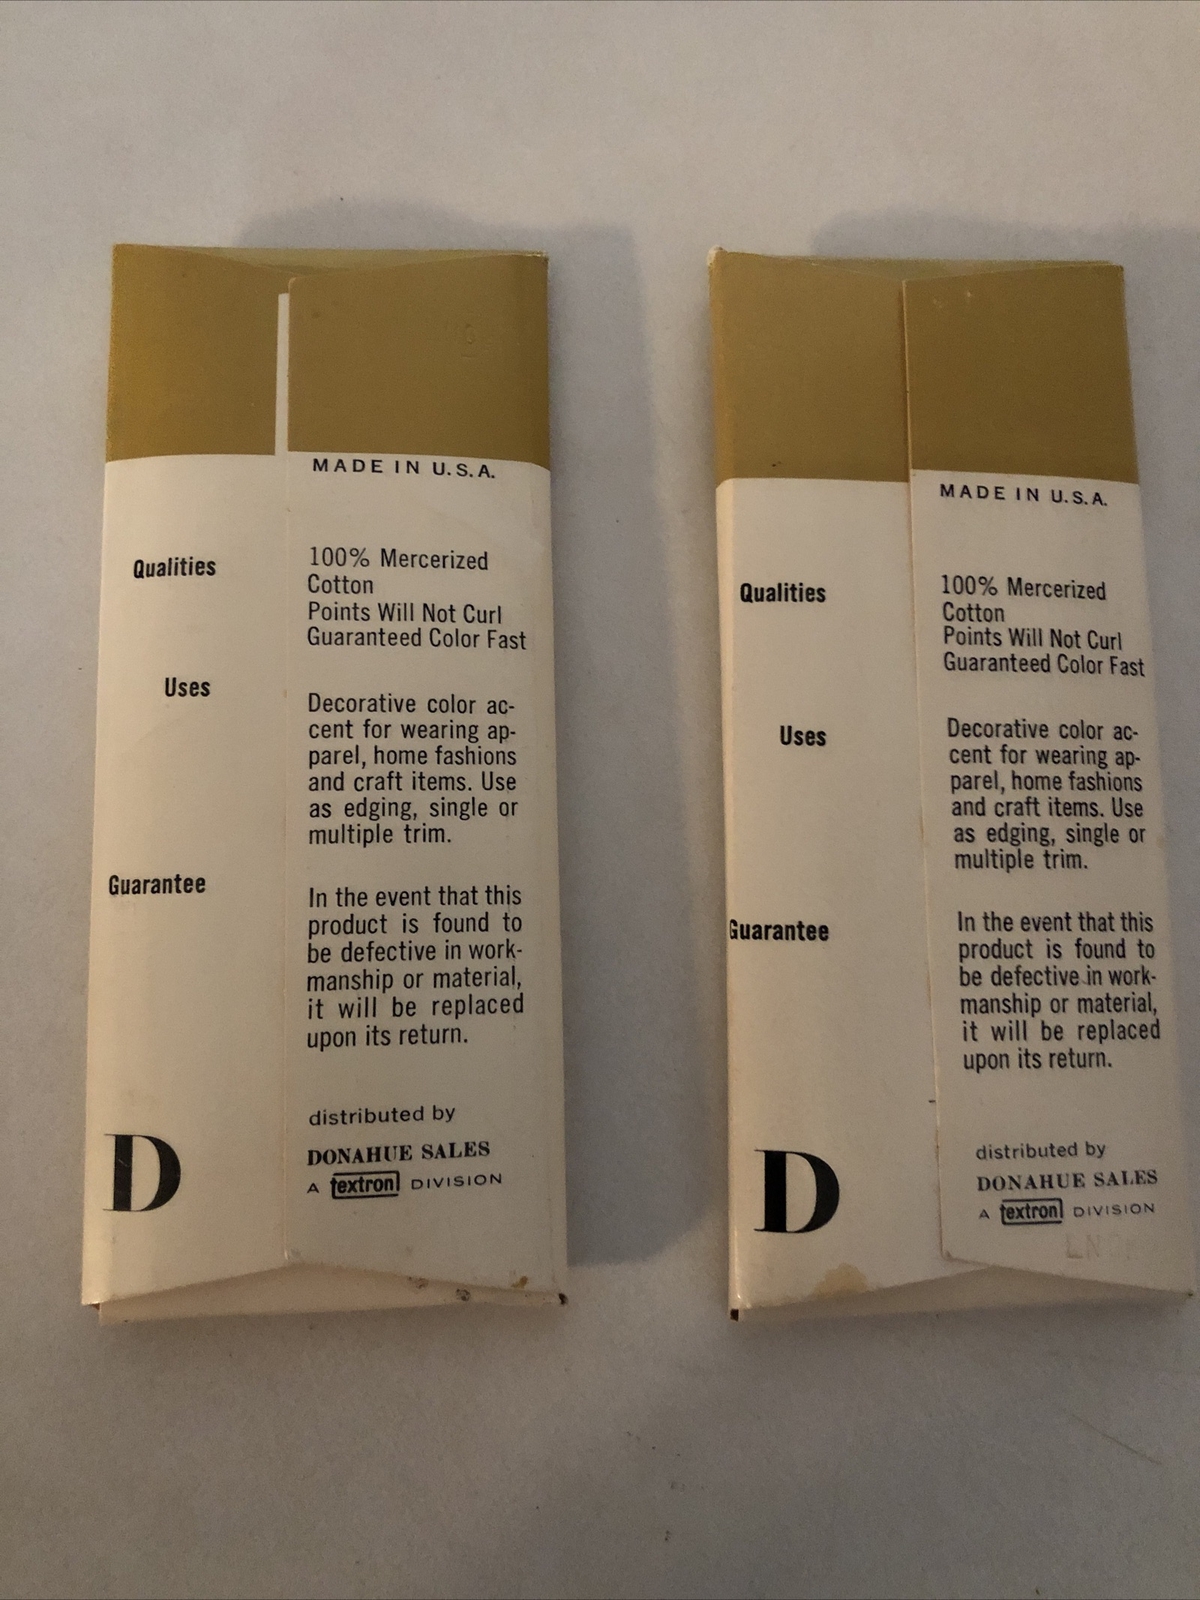 MADE IN U.S.A.
Qualities
100% Mercerized
Cotton
Points Will Not Curl
Guaranteed Color Fast
Uses
Decorative color ac-
cent for wearing ap-
parel, home fashions
and craft items. Use
as edging, single or
multiple trim.
Guarantee
In the event that this
product is found to
be defective in work-
manship or material,
it will be replaced
upon its return.
distributed by
DONAHUE SALES
A textron DIVISION
D
MADE IN U.S.A.
Qualities
100% Mercerized
Cotton
Points Will Not Curl
Guaranteed Color Fast
Uses
Decorative color ac-
cent for wearing ap-
parel, home fashions
and craft items. Use
as edging, single or
multiple trim.
Guarantee
In the event that this
product is found to
be defective in work-
manship or material,
it will be replaced
upon its return.
distributed by
DONAHUE SALES
A textron DIVISION
D